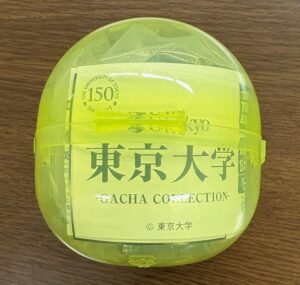 THE UNIVERSITY OF TOKYO
150
東京大学
GACHA COLLECTION
© 東京大学